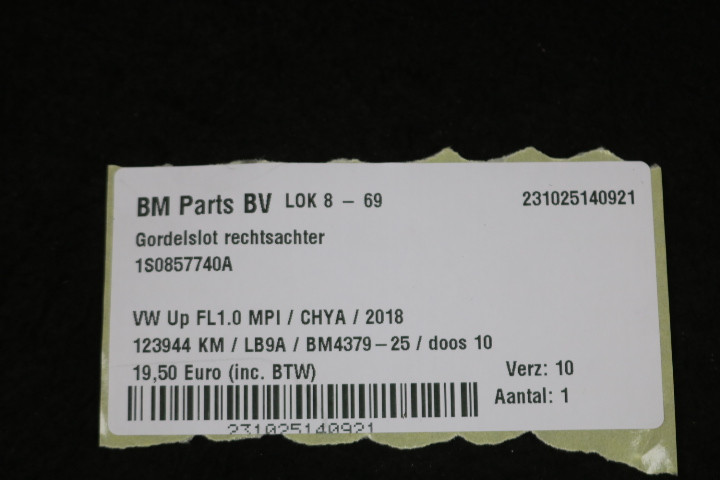 BM Parts BV LOK 8 - 69 231025140921
Gordelslot rechtsachter
1S0857740A
VW Up FL1.0 MPI / CHYA / 2018
123944 KM / LB9A / BM4379-25 / doos 10
19,50 Euro (inc. BTW) Verz: 10
Aantal: 1
231025140921